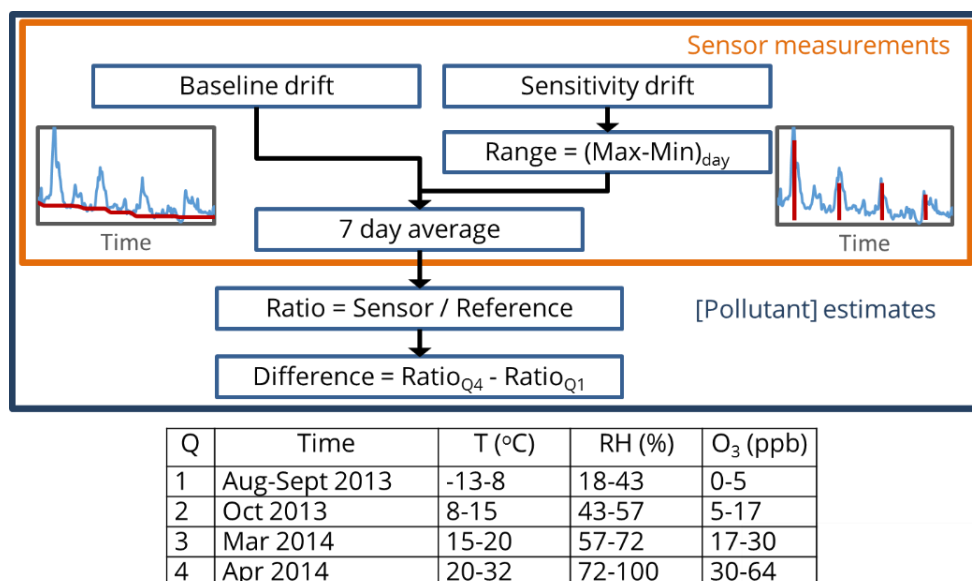 Sensor measurements
Baseline drift
Sensitivity drift
Range = (Max-Min)day
Time
Time
7 day average
Ratio = Sensor / Reference
[Pollutant] estimates
Difference = RatioQ4 - RatioQ1
Q Time T (oC) RH (%) O3 (ppb)
1 Aug-Sept 2013 -13-8 18-43 0-5
2 Oct 2013 8-15 43-57 5-17
3 Mar 2014 15-20 57-72 17-30
4 Apr 2014 20-32 72-100 30-64